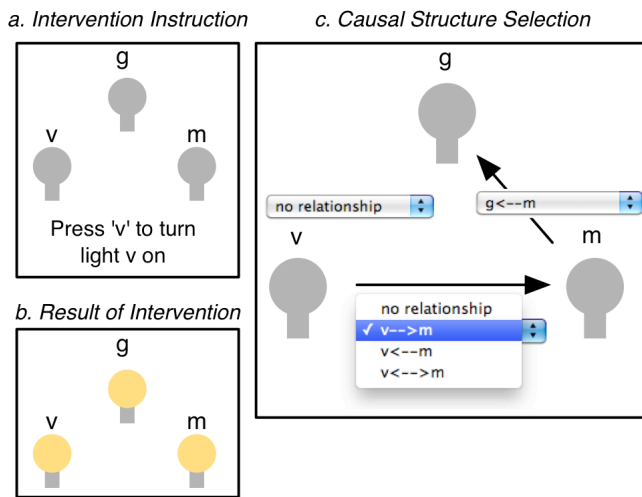 a. Intervention Instruction
g
v
m
Press 'v' to turn
light v on
b. Result of Intervention
g
v
m
c. Causal Structure Selection
g
no relationship
g<--m
v
m
no relationship
✓ v-->m
v<--m
v<-->m